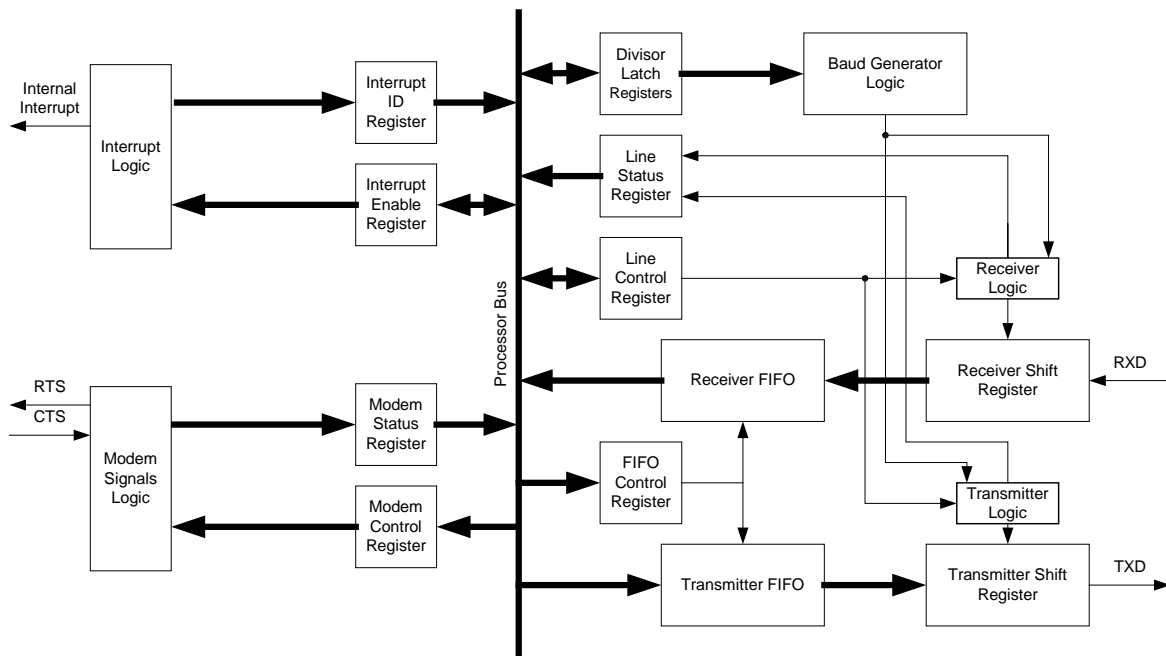 Internal
Interrupt
Interrupt
Logic
Interrupt
ID
Register
Interrupt
Enable
Register
RTS
CTS
Modem
Signals
Logic
Modem
Status
Register
Modem
Control
Register
Processor Bus
Divisor
Latch
Registers
Baud Generator
Logic
Line
Status
Register
Line
Control
Register
Receiver
Logic
Receiver FIFO
Receiver Shift
Register
RXD
FIFO
Control
Register
Transmitter
Logic
Transmitter FIFO
Transmitter Shift
Register
TXD